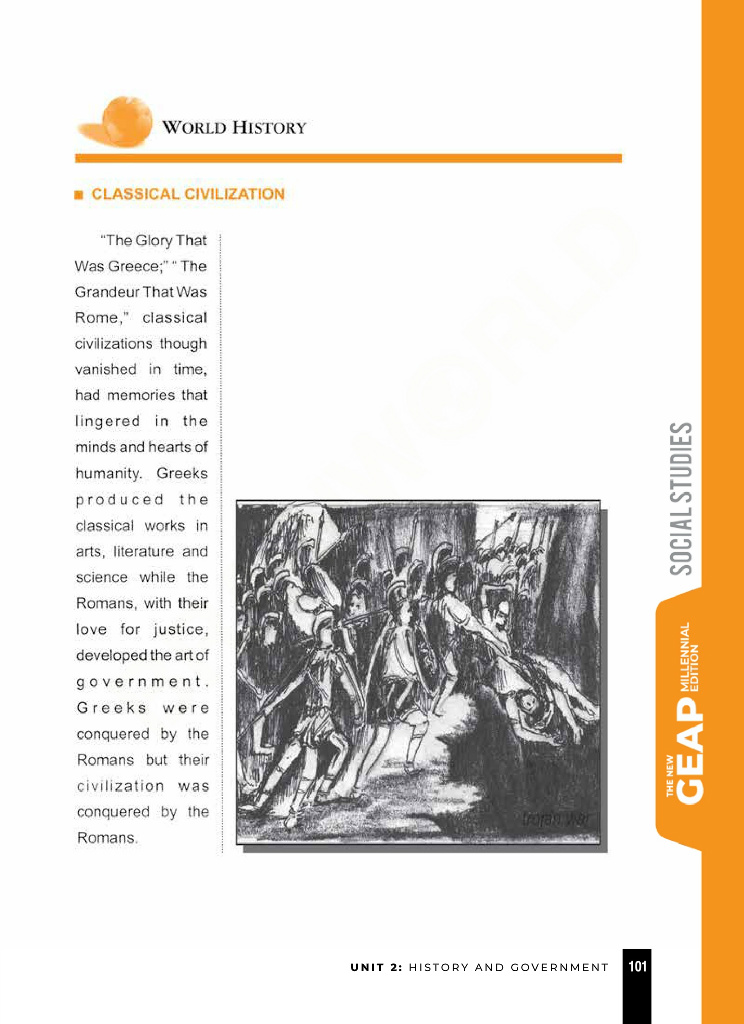 WORLD HISTORY
■ CLASSICAL CIVILIZATION
"The Glory That
Was Greece;" " The
Grandeur That Was
Rome," classical
civilizations though
vanished in time,
had memories that
lingered in the
minds and hearts of
humanity. Greeks
produced the
classical works in
arts, literature and
science while the
Romans, with their
love for justice,
developed the art of
government.
Greeks were
conquered by the
Romans but their
civilization was
conquered by the
Romans.
trojan war
SOCIAL STUDIES
THE NEW
GEAP
MILLENNIAL
EDITION
UNIT 2: HISTORY AND GOVERNMENT
101